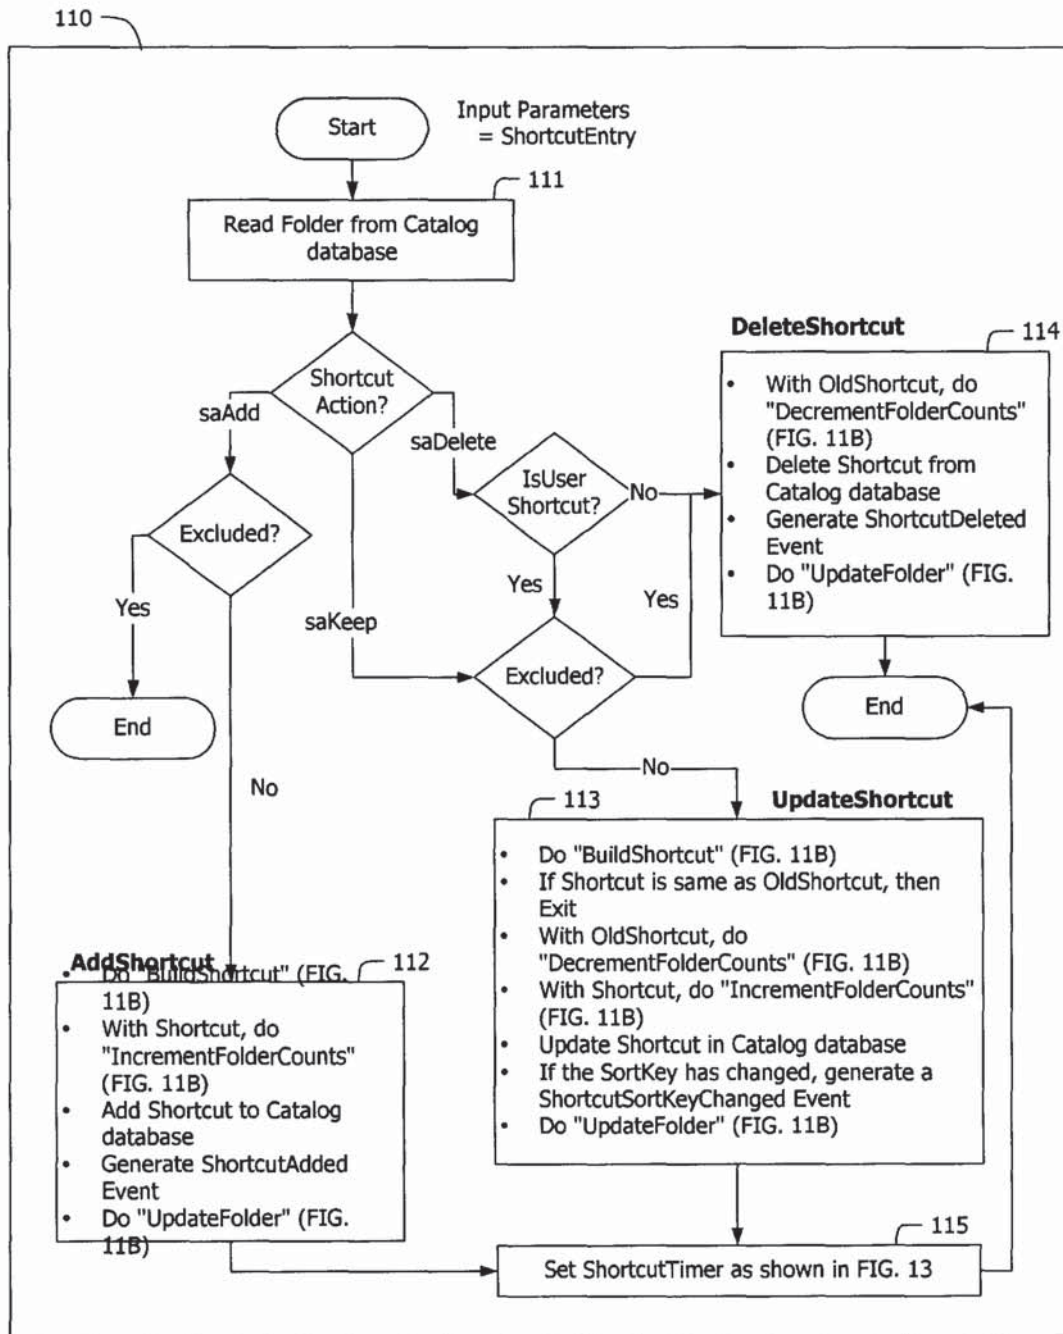 110
Start
Input Parameters
= ShortcutEntry
111
Read Folder from Catalog
database
DeleteShortcut
114
• With OldShortcut, do
"DecrementFolderCounts"
(FIG. 11B)
• Delete Shortcut from
Catalog database
• Generate ShortcutDeleted
Event
• Do "UpdateFolder" (FIG.
11B)
Shortcut
Action?
saAdd
saDelete
saKeep
IsUser
Shortcut?
No
Yes
Yes
Excluded?
Yes
End
No
Excluded?
End
No
113
UpdateShortcut
• Do "BuildShortcut" (FIG. 11B)
• If Shortcut is same as OldShortcut, then
Exit
• With OldShortcut, do
"DecrementFolderCounts" (FIG. 11B)
• With Shortcut, do "IncrementFolderCounts"
(FIG. 11B)
• Update Shortcut in Catalog database
• If the SortKey has changed, generate a
ShortcutSortKeyChanged Event
• Do "UpdateFolder" (FIG. 11B)
AddShortcut
112
• Do "BuildShortcut" (FIG.
11B)
• With Shortcut, do
"IncrementFolderCounts"
(FIG. 11B)
• Add Shortcut to Catalog
database
• Generate ShortcutAdded
Event
• Do "UpdateFolder" (FIG.
11B)
115
Set ShortcutTimer as shown in FIG. 13